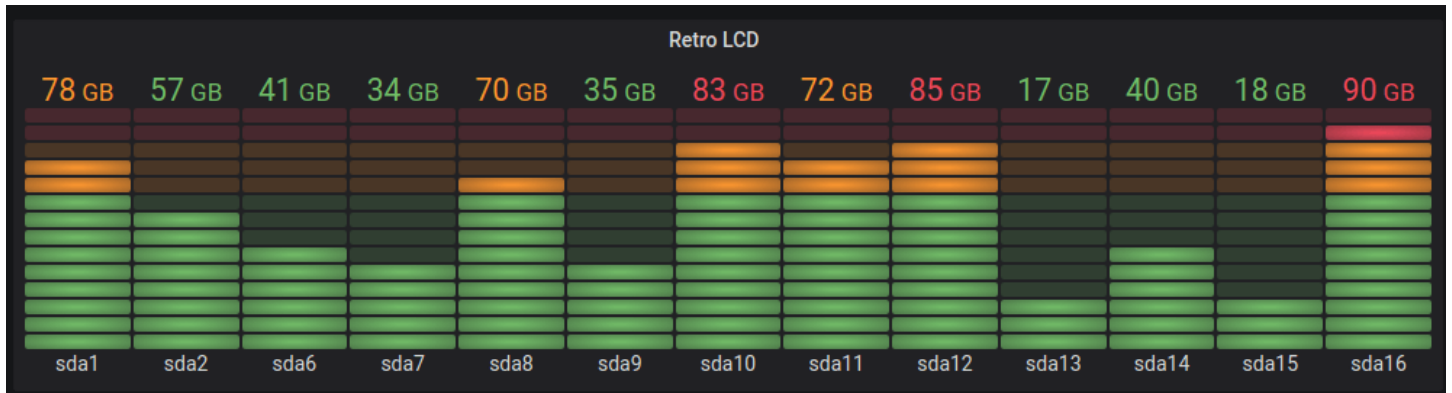 Retro LCD
78 GB 57 GB 41 GB 34 GB 70 GB 35 GB 83 GB 72 GB 85 GB 17 GB 40 GB 18 GB 90 GB
sda1 sda2 sda6 sda7 sda8 sda9 sda10 sda11 sda12 sda13 sda14 sda15 sda16